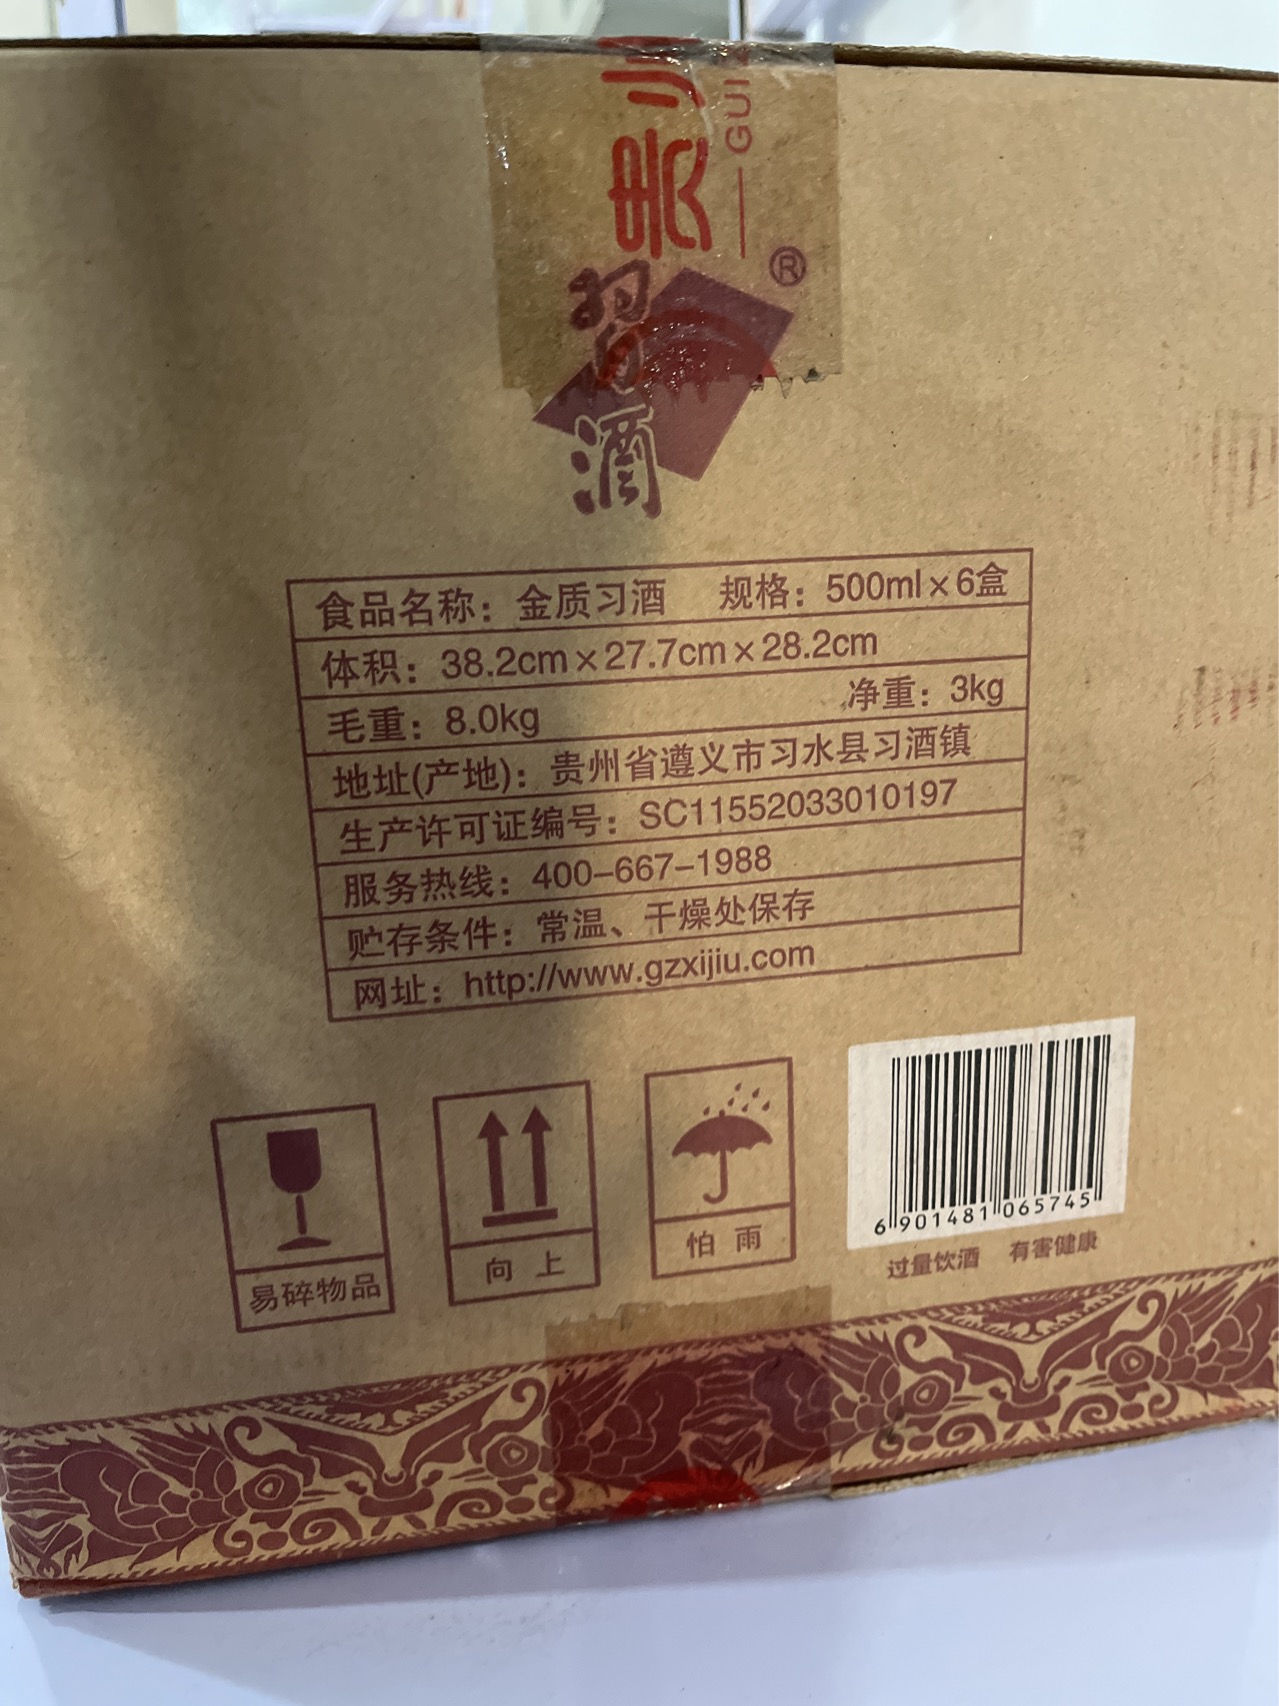 贵州
GUI
习酒
®
食品名称：金质习酒 规格：500ml×6盒
体积：38.2cm×27.7cm×28.2cm
毛重：8.0kg 净重：3kg
地址(产地)：贵州省遵义市习水县习酒镇
生产许可证编号：SC11552033010197
服务热线：400-667-1988
贮存条件：常温、干燥处保存
网址：http://www.gzxijiu.com
易碎物品
向上
怕雨
6 901481 065745
过量饮酒 有害健康